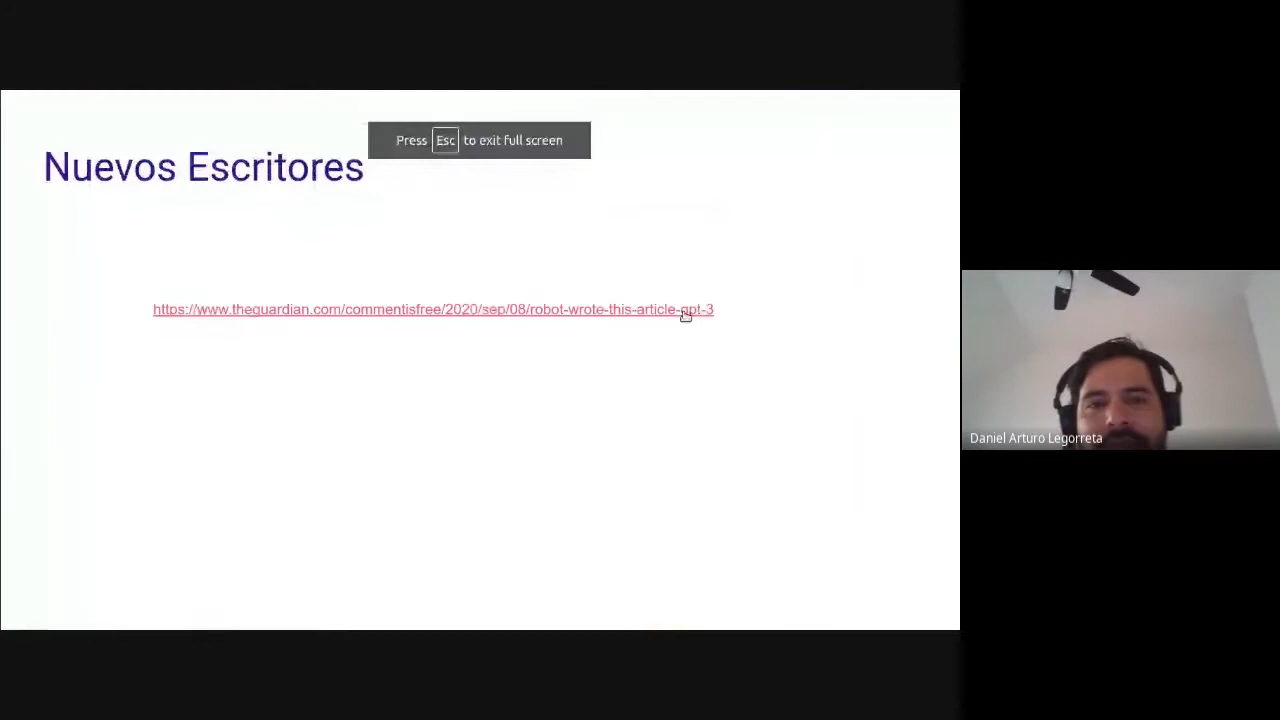 Press Esc to exit full screen
Nuevos Escritores
https://www.theguardian.com/commentisfree/2020/sep/08/robot-wrote-this-article-gpt-3
Daniel Arturo Legorreta